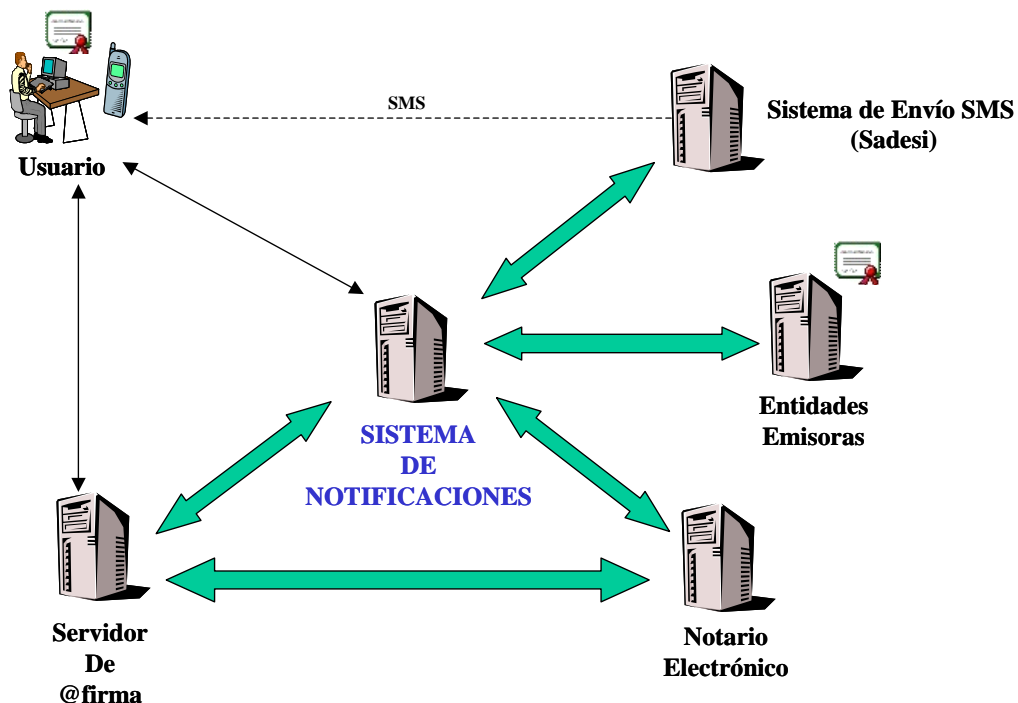 SMS
Sistema de Envío SMS
(Sadesi)
Usuario
Entidades
Emisoras
SISTEMA
DE
NOTIFICACIONES
Servidor
De
@firma
Notario
Electrónico